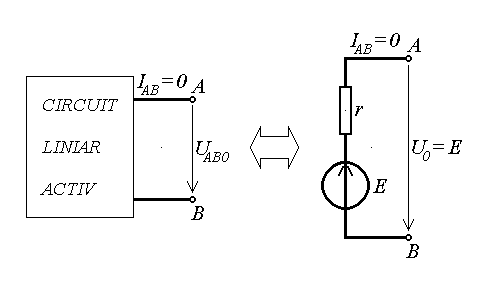 I_AB=0
A
CIRCUIT
LINIAR
ACTIV
U_AB0
B
I_AB=0
A
r
U_0=E
E
B